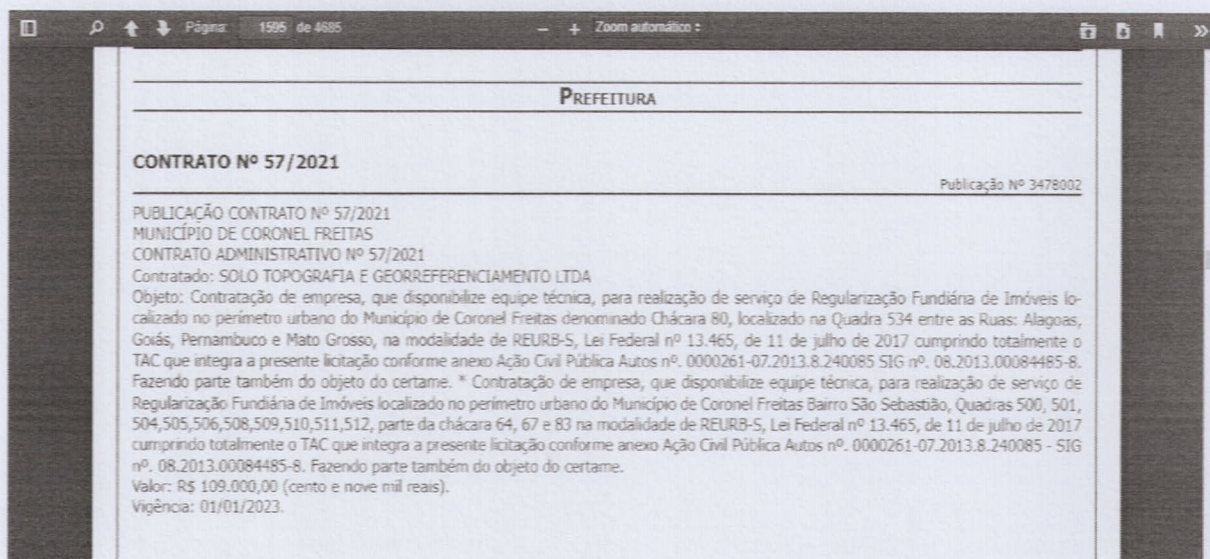 Página: 1595 de 4685
Zoom automático
PREFEITURA
CONTRATO Nº 57/2021
Publicação Nº 3478002
PUBLICAÇÃO CONTRATO Nº 57/2021
MUNICÍPIO DE CORONEL FREITAS
CONTRATO ADMINISTRATIVO Nº 57/2021
Contratado: SOLO TOPOGRAFIA E GEORREFERENCIAMENTO LTDA
Objeto: Contratação de empresa, que disponibilize equipe técnica, para realização de serviço de Regularização Fundiária de Imóveis lo-
calizado no perímetro urbano do Município de Coronel Freitas denominado Chácara 80, localizado na Quadra 534 entre as Ruas: Alagoas,
Goiás, Pernambuco e Mato Grosso, na modalidade de REURB-S, Lei Federal nº 13.465, de 11 de julho de 2017 cumprindo totalmente o
TAC que integra a presente licitação conforme anexo Ação Civil Pública Autos nº. 0000261-07.2013.8.240085 SIG nº. 08.2013.00084485-8.
Fazendo parte também do objeto do certame. * Contratação de empresa, que disponibilize equipe técnica, para realização de serviço de
Regularização Fundiária de Imóveis localizado no perímetro urbano do Município de Coronel Freitas Bairro São Sebastião, Quadras 500, 501,
504,505,506,508,509,510,511,512, parte da chácara 64, 67 e 83 na modalidade de REURB-S, Lei Federal nº 13.465, de 11 de julho de 2017
cumprindo totalmente o TAC que integra a presente licitação conforme anexo Ação Civil Pública Autos nº. 0000261-07.2013.8.240085 - SIG
nº. 08.2013.00084485-8. Fazendo parte também do objeto do certame.
Valor: R$ 109.000,00 (cento e nove mil reais).
Vigência: 01/01/2023.